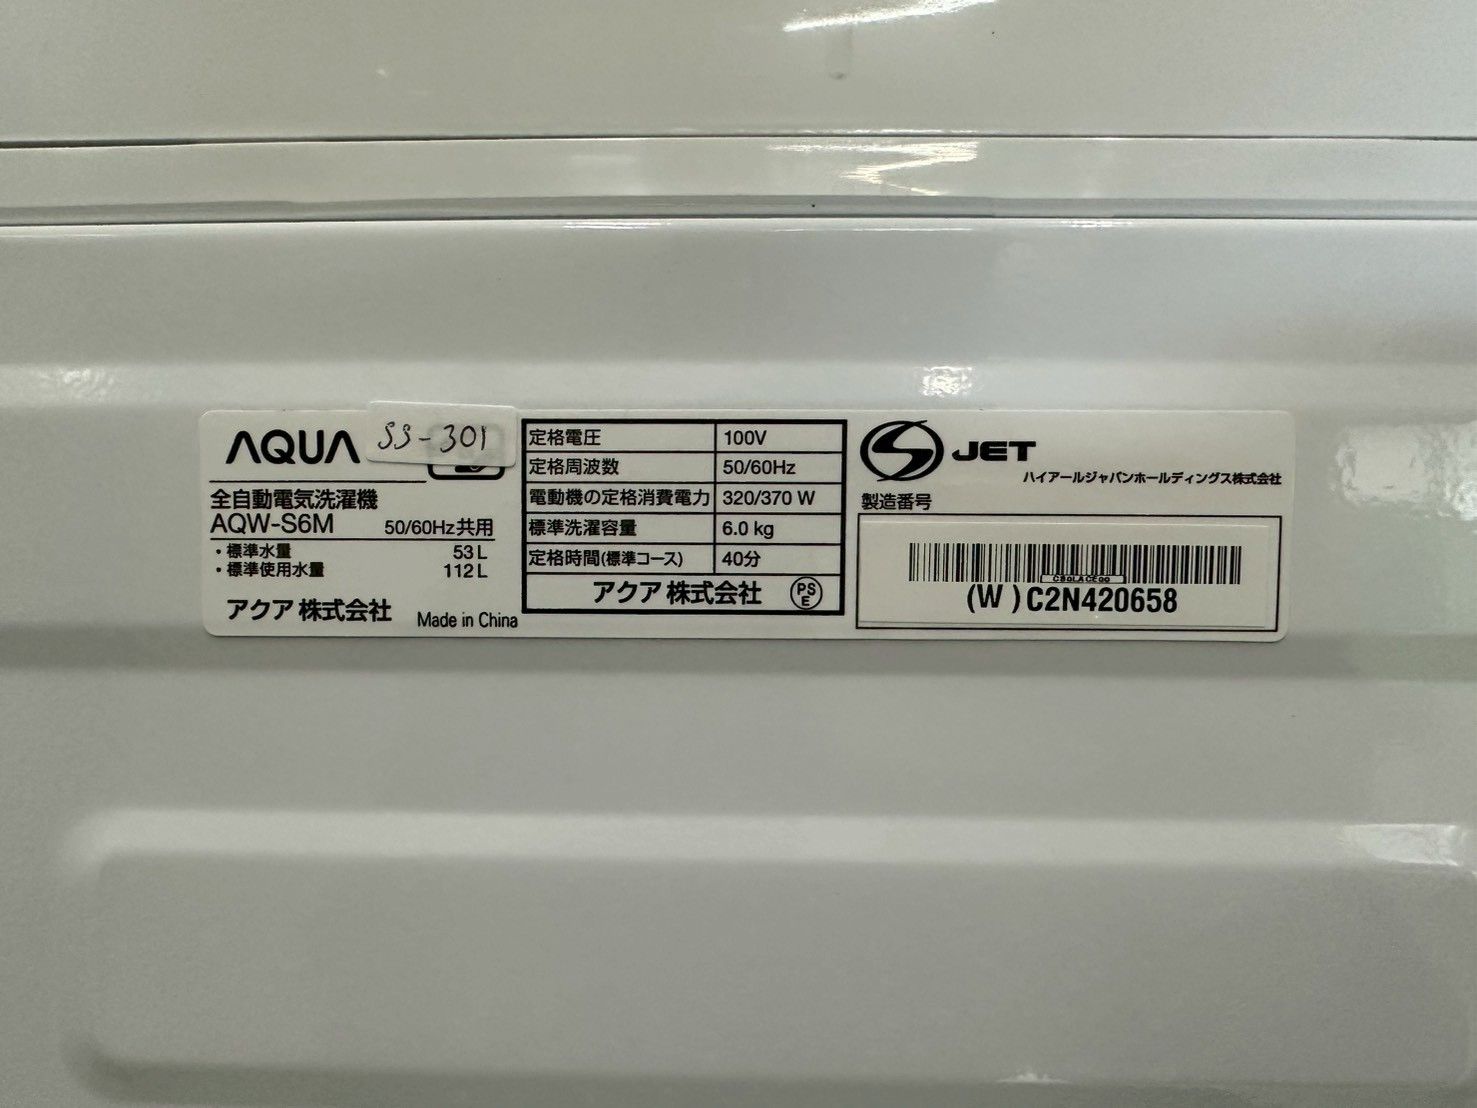 AQUA
SS-301
全自動電気洗濯機
AQW-S6M 50/60Hz共用
・標準水量 53L
・標準使用水量 112L
アクア 株式会社 Made in China
定格電圧 100V
定格周波数 50/60Hz
電動機の定格消費電力 320/370 W
標準洗濯容量 6.0 kg
定格時間(標準コース) 40分
アクア 株式会社 PS E
JET
ハイアールジャパンホールディングス株式会社
製造番号
(W )C2N420658